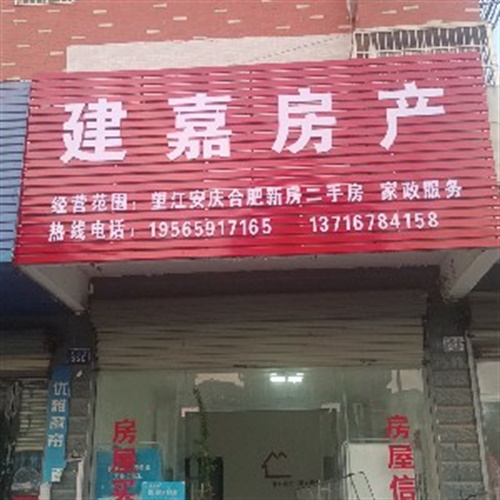 建嘉房产
经营范围：望江安庆合肥新房二手房 家政服务
热线电话：19565917165 13716784158
房屋
房屋信